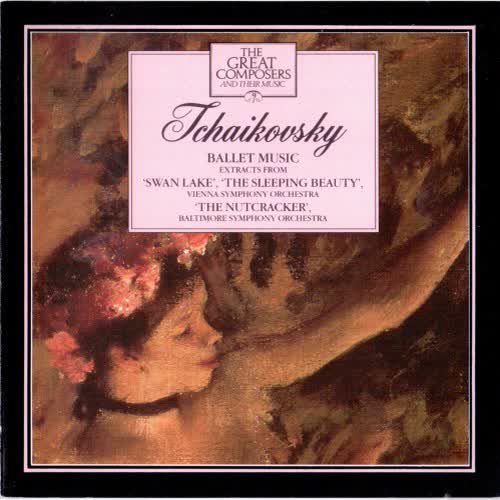 THE
GREAT
COMPOSERS
AND THEIR MUSIC
Tchaikovsky
BALLET MUSIC
EXTRACTS FROM
‘SWAN LAKE’, ‘THE SLEEPING BEAUTY’,
VIENNA SYMPHONY ORCHESTRA
‘THE NUTCRACKER’,
BALTIMORE SYMPHONY ORCHESTRA